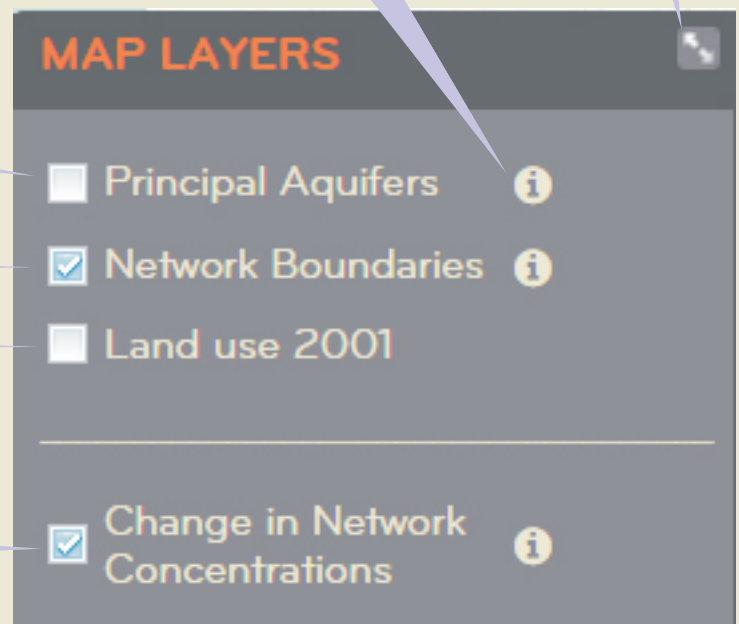 MAP LAYERS
Principal Aquifers
Network Boundaries
Land use 2001
Change in Network
Concentrations